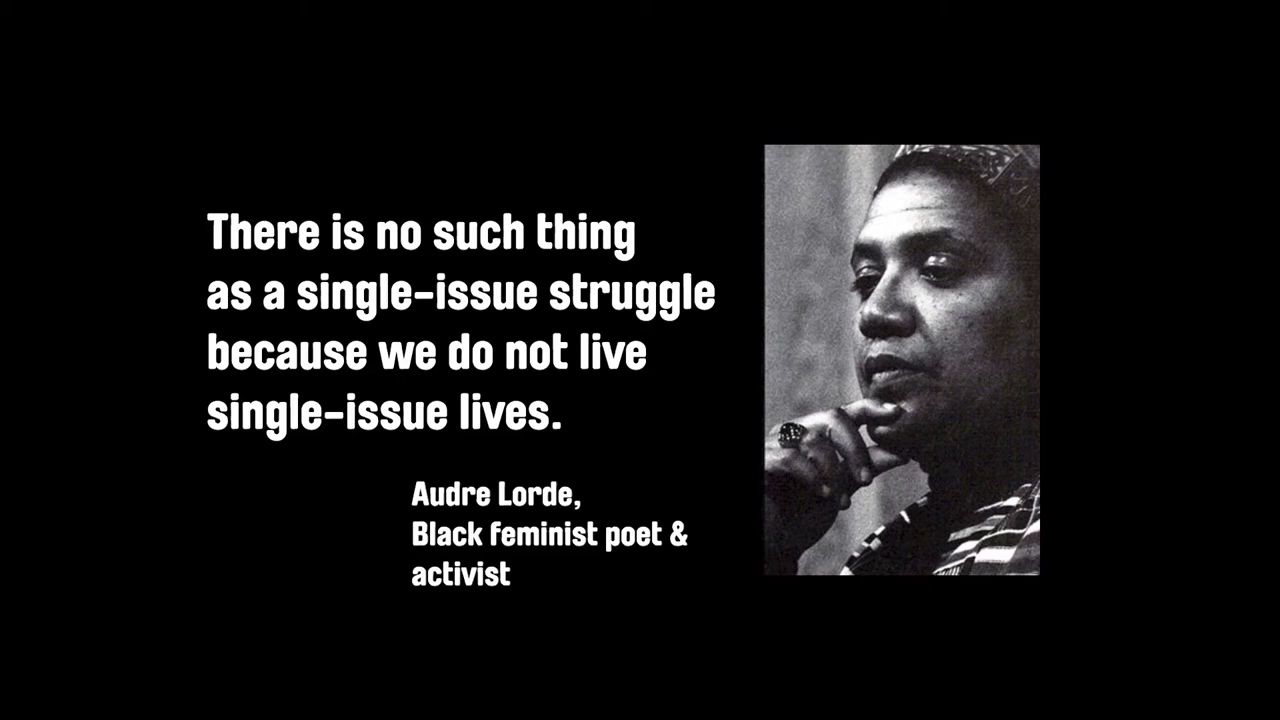 There is no such thing
as a single-issue struggle
because we do not live
single-issue lives.
Audre Lorde,
Black feminist poet &
activist